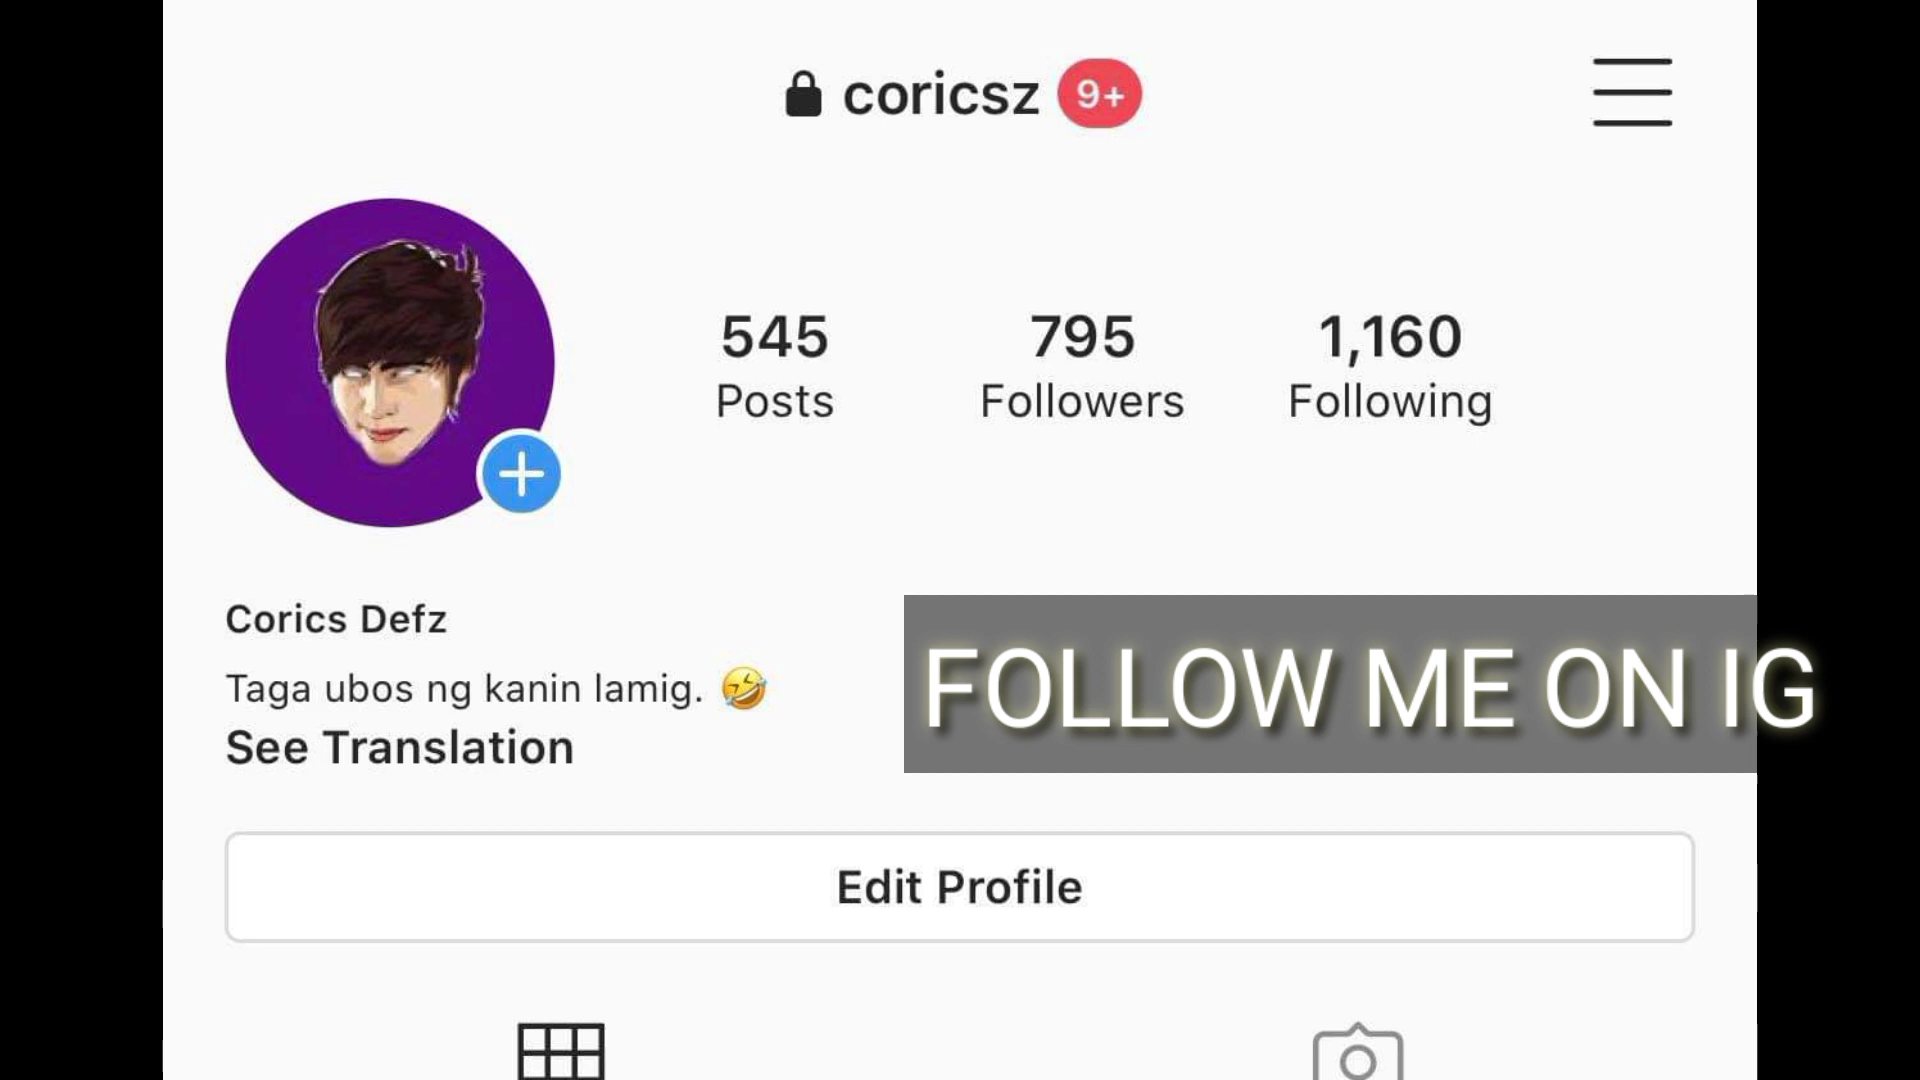 coricsz 9+
545 795 1,160
Posts Followers Following
Corics Defz
Taga ubos ng kanin lamig. 🤣
See Translation
FOLLOW ME ON IG
Edit Profile